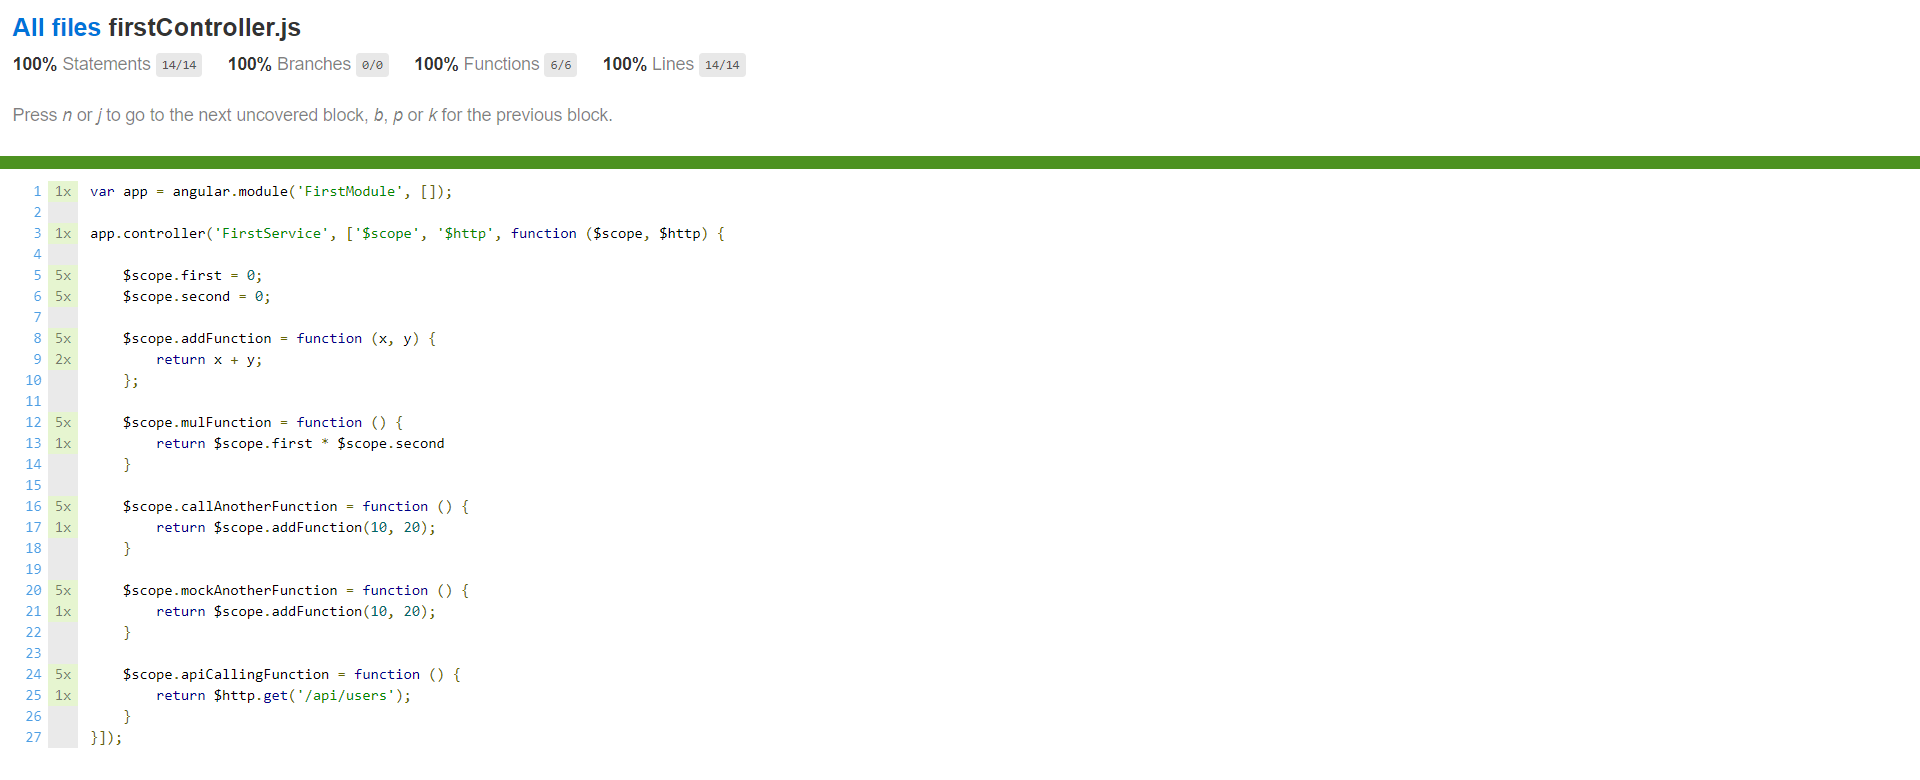 All files firstController.js
100% Statements 14/14 100% Branches 0/0 100% Functions 6/6 100% Lines 14/14
Press n or j to go to the next uncovered block, b, p or k for the previous block.
1 1x var app = angular.module('FirstModule', []);
2
3 1x app.controller('FirstService', ['$scope', '$http', function ($scope, $http) {
4
5 5x     $scope.first = 0;
6 5x     $scope.second = 0;
7
8 5x     $scope.addFunction = function (x, y) {
9 2x         return x + y;
10     };
11
12 5x     $scope.mulFunction = function () {
13 1x         return $scope.first * $scope.second
14     }
15
16 5x     $scope.callAnotherFunction = function () {
17 1x         return $scope.addFunction(10, 20);
18     }
19
20 5x     $scope.mockAnotherFunction = function () {
21 1x         return $scope.addFunction(10, 20);
22     }
23
24 5x     $scope.apiCallingFunction = function () {
25 1x         return $http.get('/api/users');
26     }
27 }]);